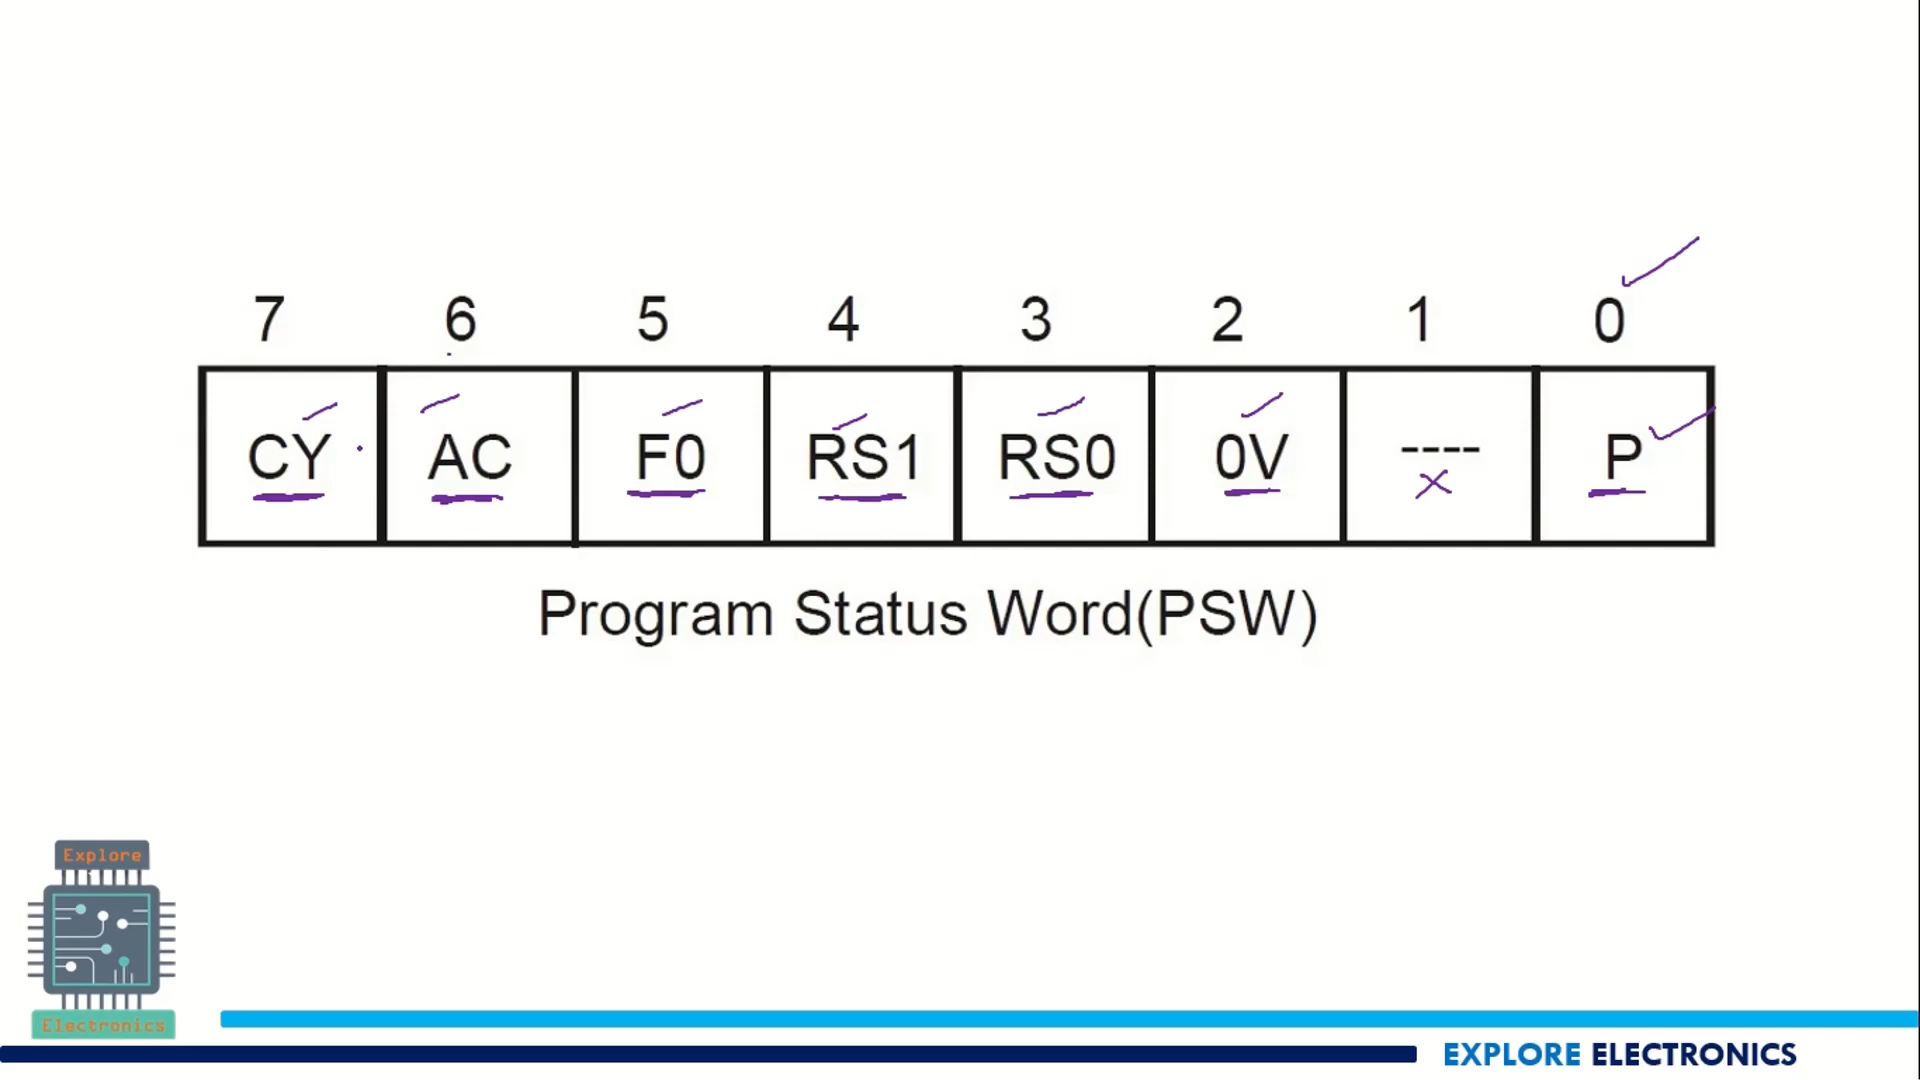 7 6 5 4 3 2 1 0
CY AC F0 RS1 RS0 0V ---- P
Program Status Word(PSW)
Explore
Electronics
EXPLORE ELECTRONICS